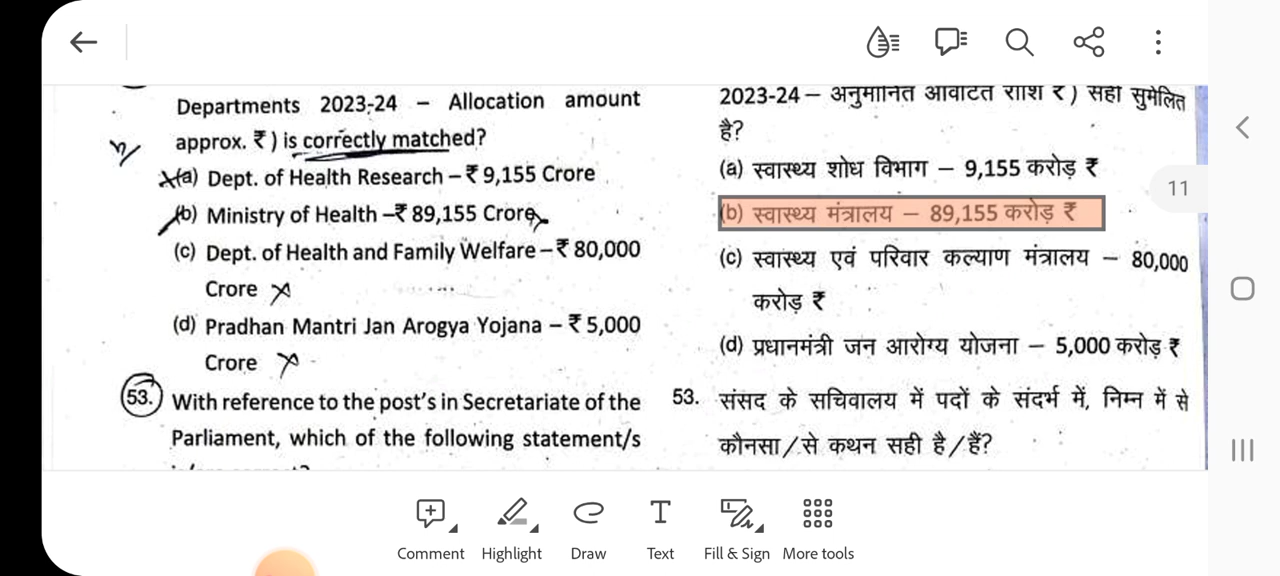 Departments 2023-24 – Allocation amount
approx. ₹ ) is correctly matched?
(a) Dept. of Health Research – ₹ 9,155 Crore
(b) Ministry of Health –₹ 89,155 Crore
(c) Dept. of Health and Family Welfare – ₹ 80,000
Crore
(d) Pradhan Mantri Jan Arogya Yojana – ₹ 5,000
Crore
53. With reference to the post's in Secretariate of the
Parliament, which of the following statement/s
2023-24 – अनुमानित आवंटित राशि ₹ ) सही सुमेलित
है?
(a) स्वास्थ्य शोध विभाग – 9,155 करोड़ ₹
(b) स्वास्थ्य मंत्रालय – 89,155 करोड़ ₹
(c) स्वास्थ्य एवं परिवार कल्याण मंत्रालय – 80,000
करोड़ ₹
(d) प्रधानमंत्री जन आरोग्य योजना – 5,000 करोड़ ₹
53. संसद के सचिवालय में पदों के संदर्भ में, निम्न में से
कौनसा/से कथन सही है/हैं?
11
Comment
Highlight
Draw
Text
Fill & Sign
More tools